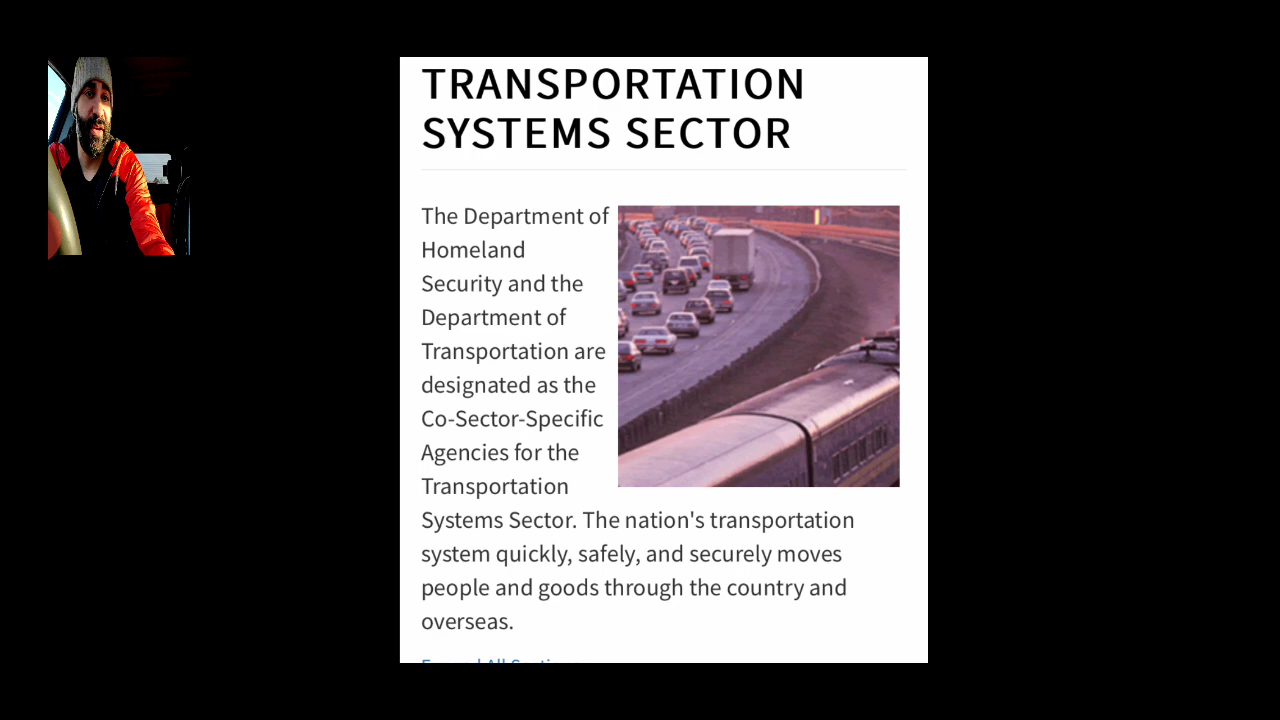 TRANSPORTATION
SYSTEMS SECTOR
The Department of
Homeland
Security and the
Department of
Transportation are
designated as the
Co-Sector-Specific
Agencies for the
Transportation
Systems Sector. The nation's transportation
system quickly, safely, and securely moves
people and goods through the country and
overseas.